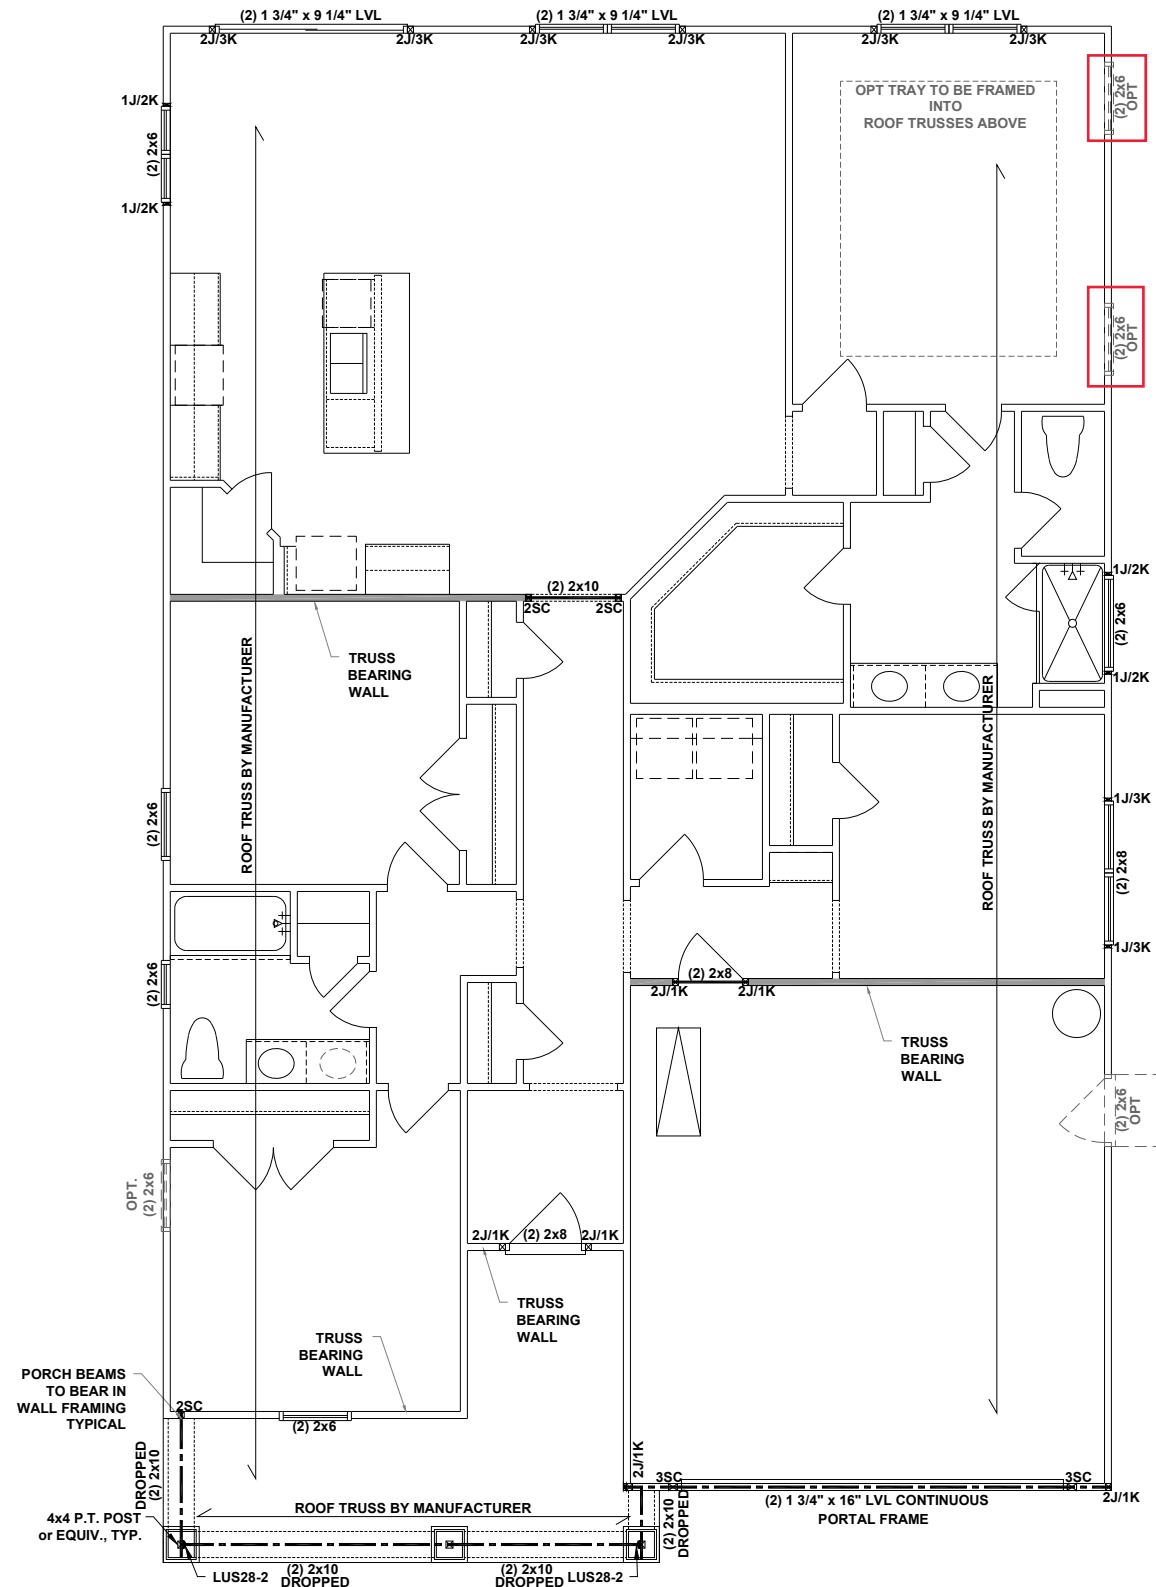 (2) 1 3/4" x 9 1/4" LVL
(2) 1 3/4" x 9 1/4" LVL
(2) 1 3/4" x 9 1/4" LVL
2J/3K
2J/3K
2J/3K
2J/3K
2J/3K
2J/3K
(2) 2x6
OPT
OPT TRAY TO BE FRAMED
INTO
ROOF TRUSSES ABOVE
1J/2K
(2) 2x6
1J/2K
(2) 2x6
OPT
1J/2K
(2) 2x6
1J/2K
(2) 2x10
2SC
2SC
TRUSS
BEARING
WALL
ROOF TRUSS BY MANUFACTURER
ROOF TRUSS BY MANUFACTURER
(2) 2x6
1J/3K
(2) 2x8
1J/3K
(2) 2x6
(2) 2x8
2J/1K
2J/1K
TRUSS
BEARING
WALL
(2) 2x6
OPT
OPT.
(2) 2x6
2J/1K
(2) 2x8
2J/1K
TRUSS
BEARING
WALL
TRUSS
BEARING
WALL
PORCH BEAMS
TO BEAR IN
WALL FRAMING
TYPICAL
2SC
(2) 2x6
DROPPED
(2) 2x10
2J/1K
3SC
3SC
2J/1K
(2) 1 3/4" x 16" LVL CONTINUOUS
PORTAL FRAME
ROOF TRUSS BY MANUFACTURER
(2) 2x10
DROPPED
4x4 P.T. POST
or EQUIV., TYP.
LUS28-2
(2) 2x10
DROPPED
(2) 2x10
DROPPED
LUS28-2